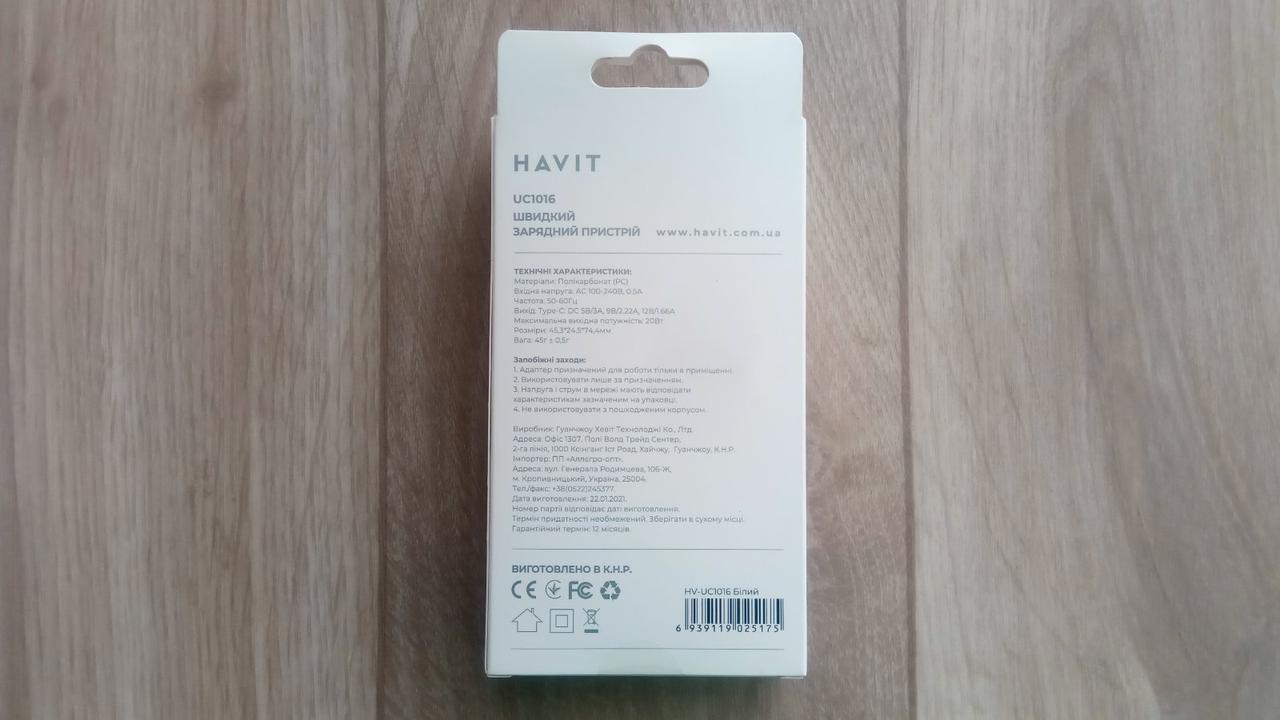 HAVIT
UC1016
ШВИДКИЙ
ЗАРЯДНИЙ ПРИСТРІЙ www.havit.com.ua
ТЕХНІЧНІ ХАРАКТЕРИСТИКИ:
Матеріали: Полікарбонат (PC)
Вхідна напруга: AC 100-240В, 0,5А
Частота: 50-60Гц
Вихід: Type-C: DC 5В/3А, 9В/2.22А, 12В/1.66А
Максимальна вихідна потужність: 20Вт
Розміри: 45,3*24,5*74,4мм
Вага: 45г ± 0,5г
Запобіжні заходи:
1. Адаптер призначений для роботи тільки в приміщенні.
2. Використовувати лише за призначенням.
3. Напруга і струм в мережі мають відповідати
характеристикам зазначеним на упаковці.
4. Не використовувати з пошкодженим корпусом.
Виробник: Гуанчжоу Хевіт Технолоджі Ко., Лтд.
Адреса: Офіс 1307, Полі Волд Трейд Сентер,
2-га лінія, 1000 Ксінганг Іст Роад, Хайчжу, Гуанчжоу, К.Н.Р.
Імпортер: ПП «Аллєгро-опт».
Адреса: вул. Генерала Родимцева, 106-Ж,
м. Кропивницький, Україна, 25004.
Тел./факс: +38(0522)245377.
Дата виготовлення: 22.01.2021.
Номер партії відповідає даті виготовлення.
Термін придатності необмежений. Зберігати в сухому місці.
Гарантійний термін: 12 місяців.
ВИГОТОВЛЕНО В К.Н.Р.
CE FC
HV-UC1016 Білий
6 939119 025175